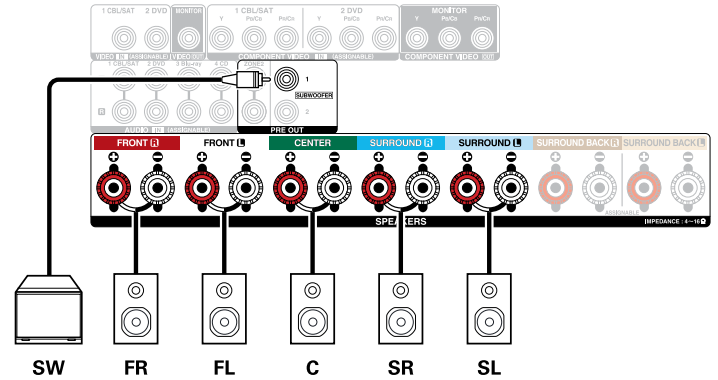 1 CBL/SAT 2 DVD MONITOR 1 CBL/SAT 2 DVD MONITOR
Y PB/CB PR/CR Y PB/CB PR/CR Y PB/CB PR/CR
VIDEO IN (ASSIGNABLE) VIDEO OUT COMPONENT VIDEO IN (ASSIGNABLE) COMPONENT VIDEO OUT
1 CBL/SAT 2 DVD 3 Blu-ray 4 CD ZONE2
1
SUBWOOFER
R 2
AUDIO IN (ASSIGNABLE) PRE OUT
FRONT R FRONT L CENTER SURROUND R SURROUND L SURROUND BACK R SURROUND BACK L
+ − + − + − + − + − + − + −
ASSIGNABLE
SPEAKERS IMPEDANCE : 4~16Ω
SW FR FL C SR SL